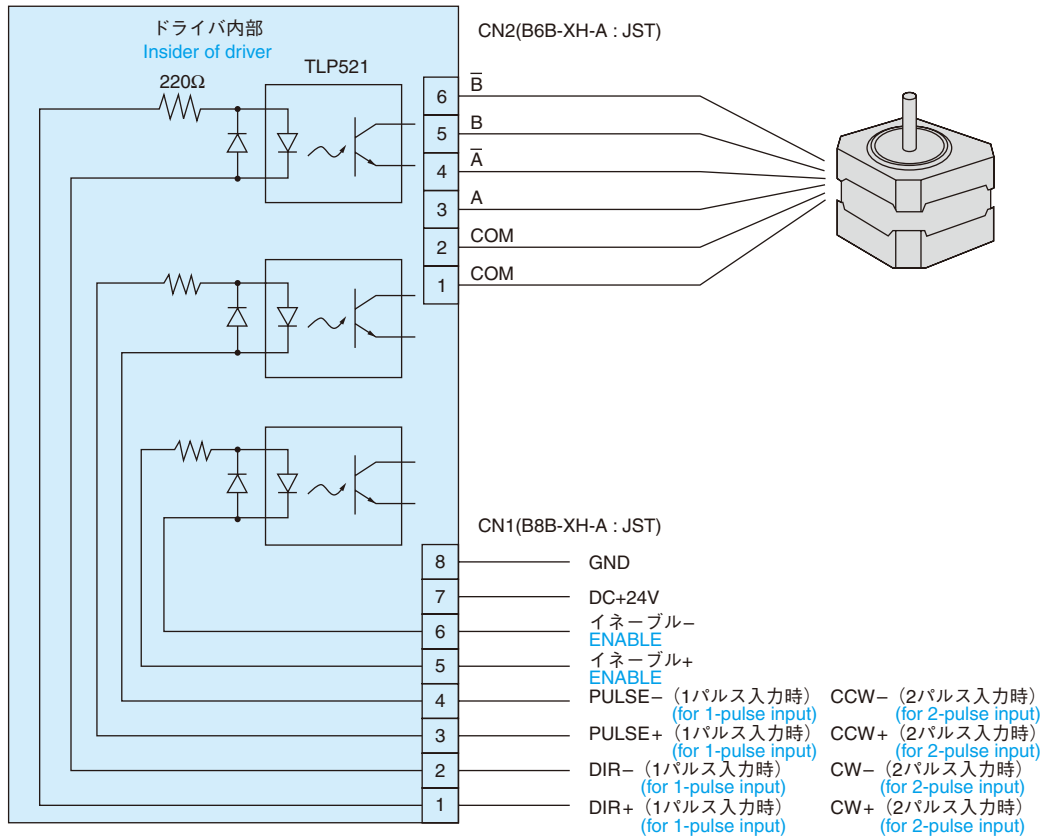 ドライバ内部
Insider of driver
220Ω
TLP521
CN2(B6B-XH-A : JST)
6 B̅
5 B
4 A̅
3 A
2 COM
1 COM
CN1(B8B-XH-A : JST)
8 GND
7 DC+24V
6 イネーブル−
ENABLE
5 イネーブル+
ENABLE
4 PULSE−（1パルス入力時） CCW−（2パルス入力時）
(for 1-pulse input) (for 2-pulse input)
3 PULSE+（1パルス入力時） CCW+（2パルス入力時）
(for 1-pulse input) (for 2-pulse input)
2 DIR−（1パルス入力時） CW−（2パルス入力時）
(for 1-pulse input) (for 2-pulse input)
1 DIR+（1パルス入力時） CW+（2パルス入力時）
(for 1-pulse input) (for 2-pulse input)